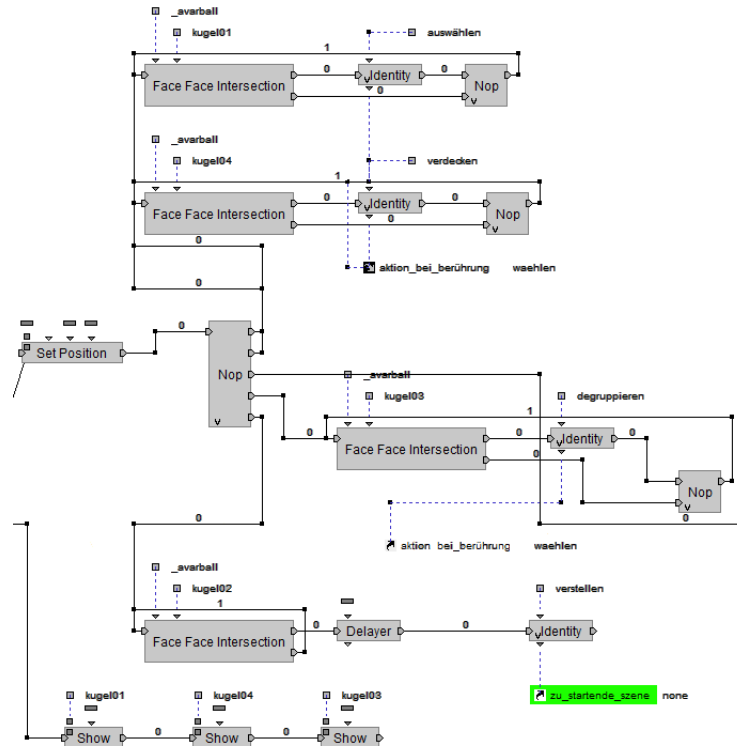 _avarball
kugel01 auswählen
1
0 0
Face Face Intersection Identity Nop
0
_avarball
kugel04 verdecken
1
0 0
Face Face Intersection Identity Nop
0
0
aktion_bei_berührung waehlen
0
0
Set Position
Nop _avarball
kugel03 degruppieren
1
0 0 0
Face Face Intersection Identity
0
Nop
0 0
aktion bei_berührung waehlen
_avarball
kugel02 verstellen
1
0 0
Face Face Intersection Delayer Identity
zu_startende_szene none
kugel01 kugel04 kugel03
0 0
Show Show Show